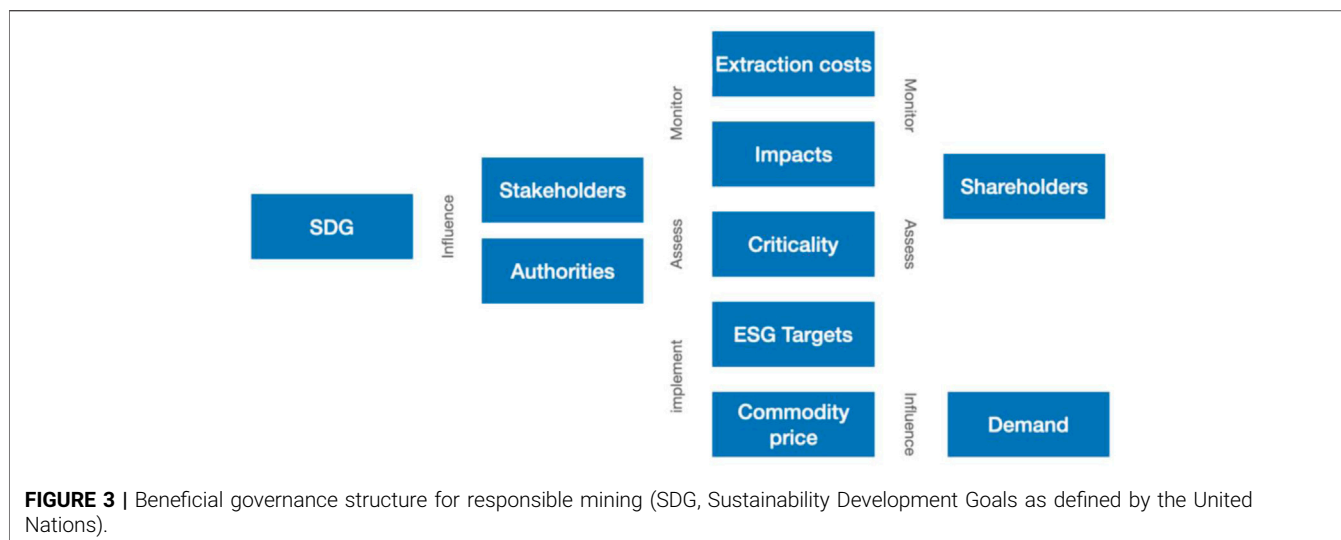 SDG
Influence
Stakeholders
Authorities
Monitor
Assess
implement
Extraction costs
Impacts
Criticality
ESG Targets
Commodity
price
Monitor
Assess
Influence
Shareholders
Demand
FIGURE 3 | Beneficial governance structure for responsible mining (SDG, Sustainability Development Goals as defined by the United
Nations).